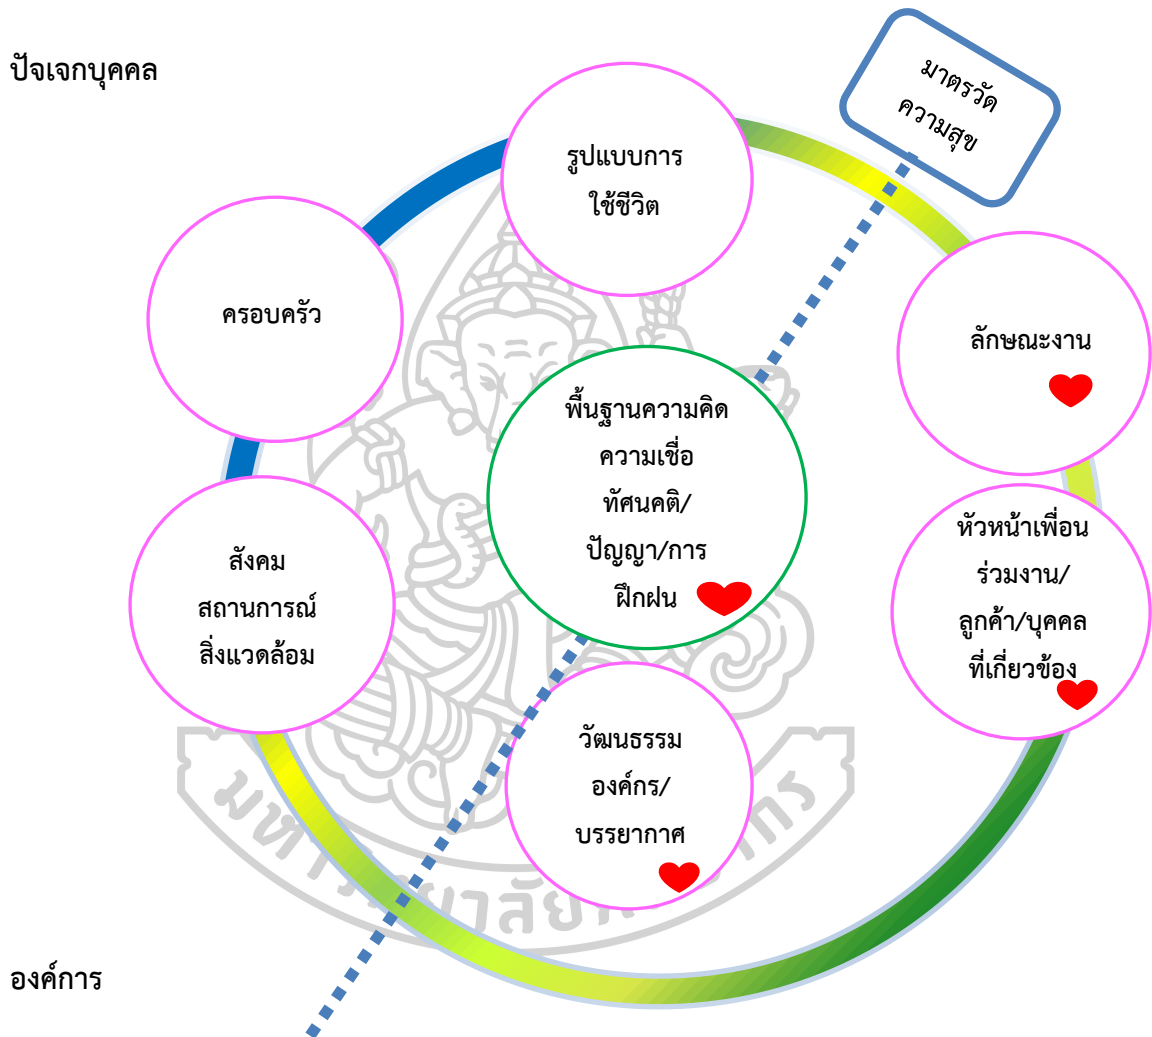 ปัจเจกบุคคล
มาตรวัด
ความสุข
รูปแบบการ
ใช้ชีวิต
ครอบครัว
ลักษณะงาน
พื้นฐานความคิด
ความเชื่อ
ทัศนคติ/
ปัญญา/การ
ฝึกฝน
หัวหน้าเพื่อน
ร่วมงาน/
ลูกค้า/บุคคล
ที่เกี่ยวข้อง
สังคม
สถานการณ์
สิ่งแวดล้อม
วัฒนธรรม
องค์กร/
บรรยากาศ
องค์การ